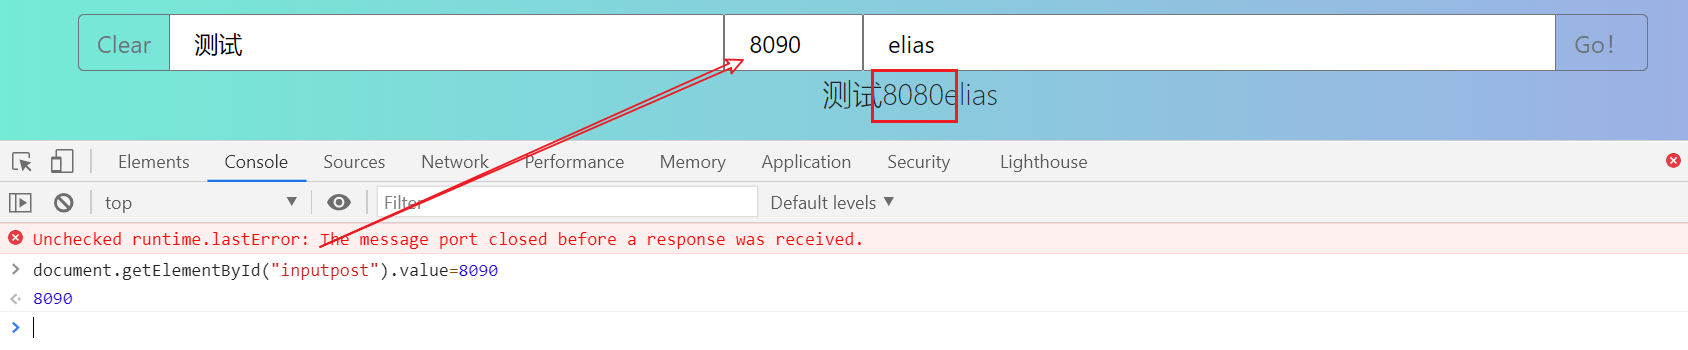 Clear 测试 8090 elias Go!
测试8080elias
Elements Console Sources Network Performance Memory Application Security Lighthouse
top Filter Default levels
Unchecked runtime.lastError: The message port closed before a response was received.
document.getElementById("inputpost").value=8090
8090